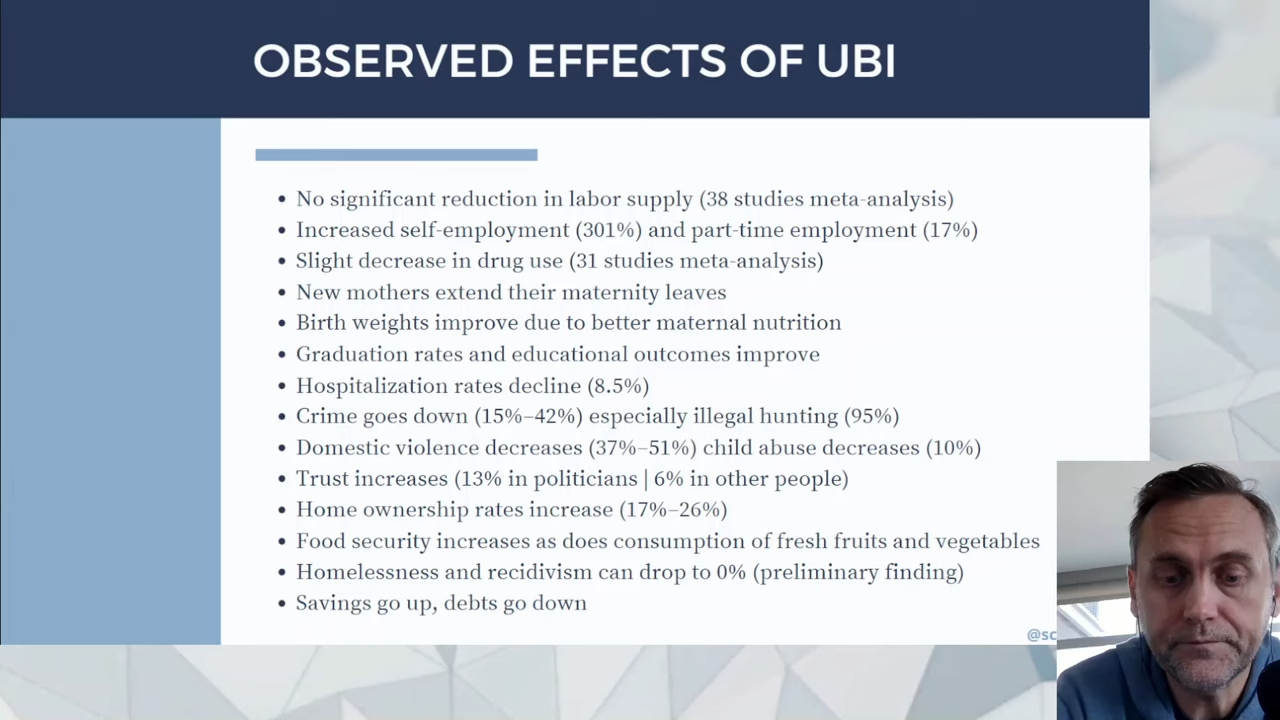 OBSERVED EFFECTS OF UBI
• No significant reduction in labor supply (38 studies meta-analysis)
• Increased self-employment (301%) and part-time employment (17%)
• Slight decrease in drug use (31 studies meta-analysis)
• New mothers extend their maternity leaves
• Birth weights improve due to better maternal nutrition
• Graduation rates and educational outcomes improve
• Hospitalization rates decline (8.5%)
• Crime goes down (15%–42%) especially illegal hunting (95%)
• Domestic violence decreases (37%–51%) child abuse decreases (10%)
• Trust increases (13% in politicians | 6% in other people)
• Home ownership rates increase (17%–26%)
• Food security increases as does consumption of fresh fruits and vegetables
• Homelessness and recidivism can drop to 0% (preliminary finding)
• Savings go up, debts go down